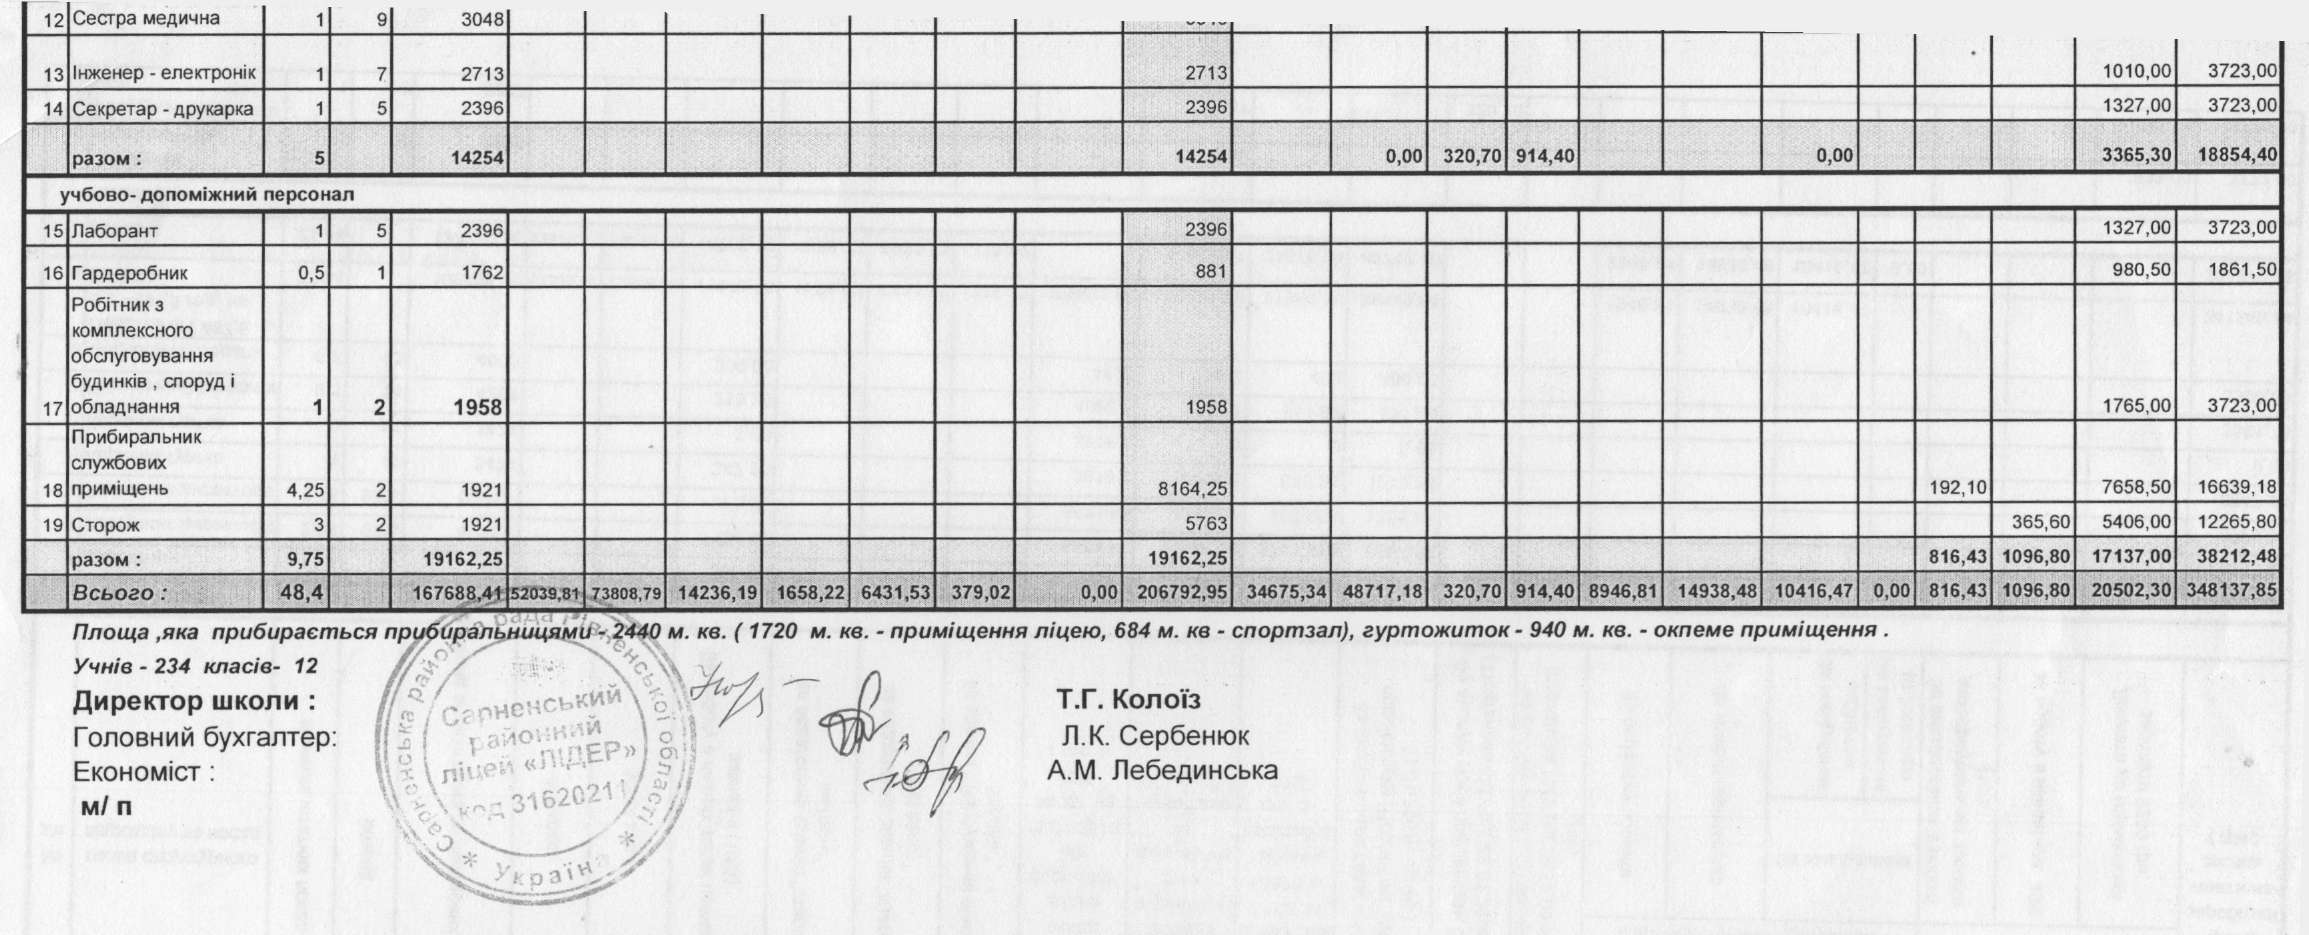 12 Сестра медична 1 9 3048
13 Інженер - електронік 1 7 2713 2713 1010,00 3723,00
14 Секретар - друкарка 1 5 2396 2396 1327,00 3723,00
разом : 5 14254 14254 0,00 320,70 914,40 0,00 3365,30 18854,40
учбово- допоміжний персонал
15 Лаборант 1 5 2396 2396 1327,00 3723,00
16 Гардеробник 0,5 1 1762 881 980,50 1861,50
Робітник з
комплексного
обслуговування
будинків , споруд і
17 обладнання 1 2 1958 1958 1765,00 3723,00
Прибиральник
службових
18 приміщень 4,25 2 1921 8164,25 192,10 7658,50 16639,18
19 Сторож 3 2 1921 5763 365,60 5406,00 12265,80
разом : 9,75 19162,25 19162,25 816,43 1096,80 17137,00 38212,48
Всього : 48,4 167688,41 52039,81 73808,79 14236,19 1658,22 6431,53 379,02 0,00 206792,95 34675,34 48717,18 320,70 914,40 8946,81 14938,48 10416,47 0,00 816,43 1096,80 20502,30 348137,85
Площа ,яка прибирається прибиральницями - 2440 м. кв. ( 1720 м. кв. - приміщення ліцею, 684 м. кв - спортзал), гуртожиток - 940 м. кв. - окпеме приміщення .
Учнів - 234 класів- 12
Директор школи : Т.Г. Колоїз
Головний бухгалтер: Л.К. Сербенюк
Економіст : А.М. Лебединська
м/ п
Сарненська районна рада Рівненської області * Україна *
Сарненський
районний
ліцей «ЛІДЕР»
код 31620211